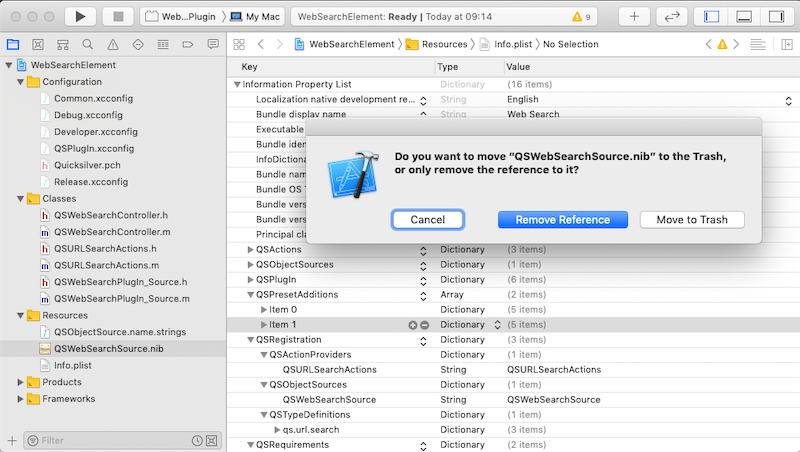 Web...Plugin 〉 My Mac
WebSearchElement: Ready | Today at 09:14
9
WebSearchElement 〉 Resources 〉 Info.plist 〉 No Selection
WebSearchElement
Configuration
Common.xcconfig
Debug.xcconfig
Developer.xcconfig
QSPlugIn.xcconfig
Quicksilver.pch
Release.xcconfig
Classes
h QSWebSearchController.h
m QSWebSearchController.m
h QSURLSearchActions.h
m QSURLSearchActions.m
h QSWebSearchPlugIn_Source.h
m QSWebSearchPlugIn_Source.m
Resources
QSObjectSource.name.strings
QSWebSearchSource.nib
Info.plist
Products
Frameworks
Filter
Key Type Value
Information Property List Dictionary (16 items)
Localization native development re... String English
Bundle display name String Web Search
Executable
Bundle iden
InfoDictiona
Bundle nam
Bundle OS T
Bundle vers
Bundle vers
Principal cla
QSActions Dictionary (3 items)
QSObjectSources Dictionary (1 item)
QSPlugIn Dictionary (6 items)
QSPresetAdditions Array (2 items)
Item 0 Dictionary (5 items)
Item 1 Dictionary (5 items)
QSRegistration Dictionary (3 items)
QSActionProviders Dictionary (1 item)
QSURLSearchActions String QSURLSearchActions
QSObjectSources Dictionary (1 item)
QSWebSearchSource String QSWebSearchSource
QSTypeDefinitions Dictionary (1 item)
qs.url.search Dictionary (3 items)
QSRequirements Dictionary (2 items)
Do you want to move “QSWebSearchSource.nib” to the Trash,
or only remove the reference to it?
Cancel
Remove Reference
Move to Trash